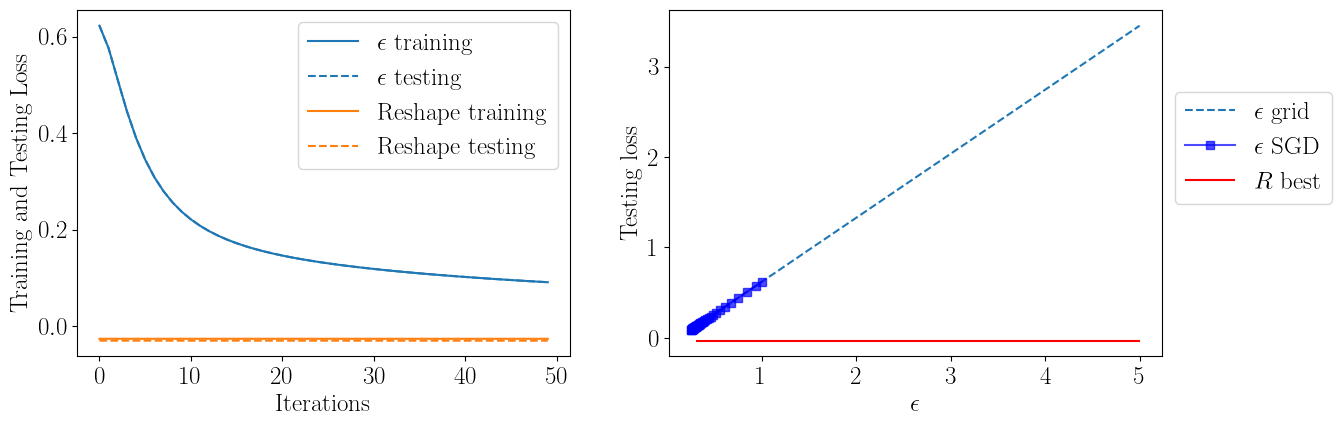 Training and Testing Loss
0.6
0.4
0.2
0.0
ϵ training
ϵ testing
Reshape training
Reshape testing
0 10 20 30 40 50
Iterations
Testing loss
3
2
1
0
1 2 3 4 5
ϵ
ϵ grid
ϵ SGD
R best